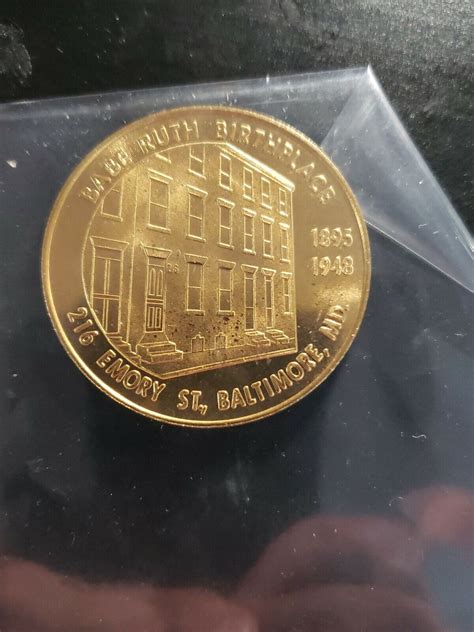 BABE RUTH BIRTHPLACE
1895
1948
216 EMORY ST., BALTIMORE, MD.